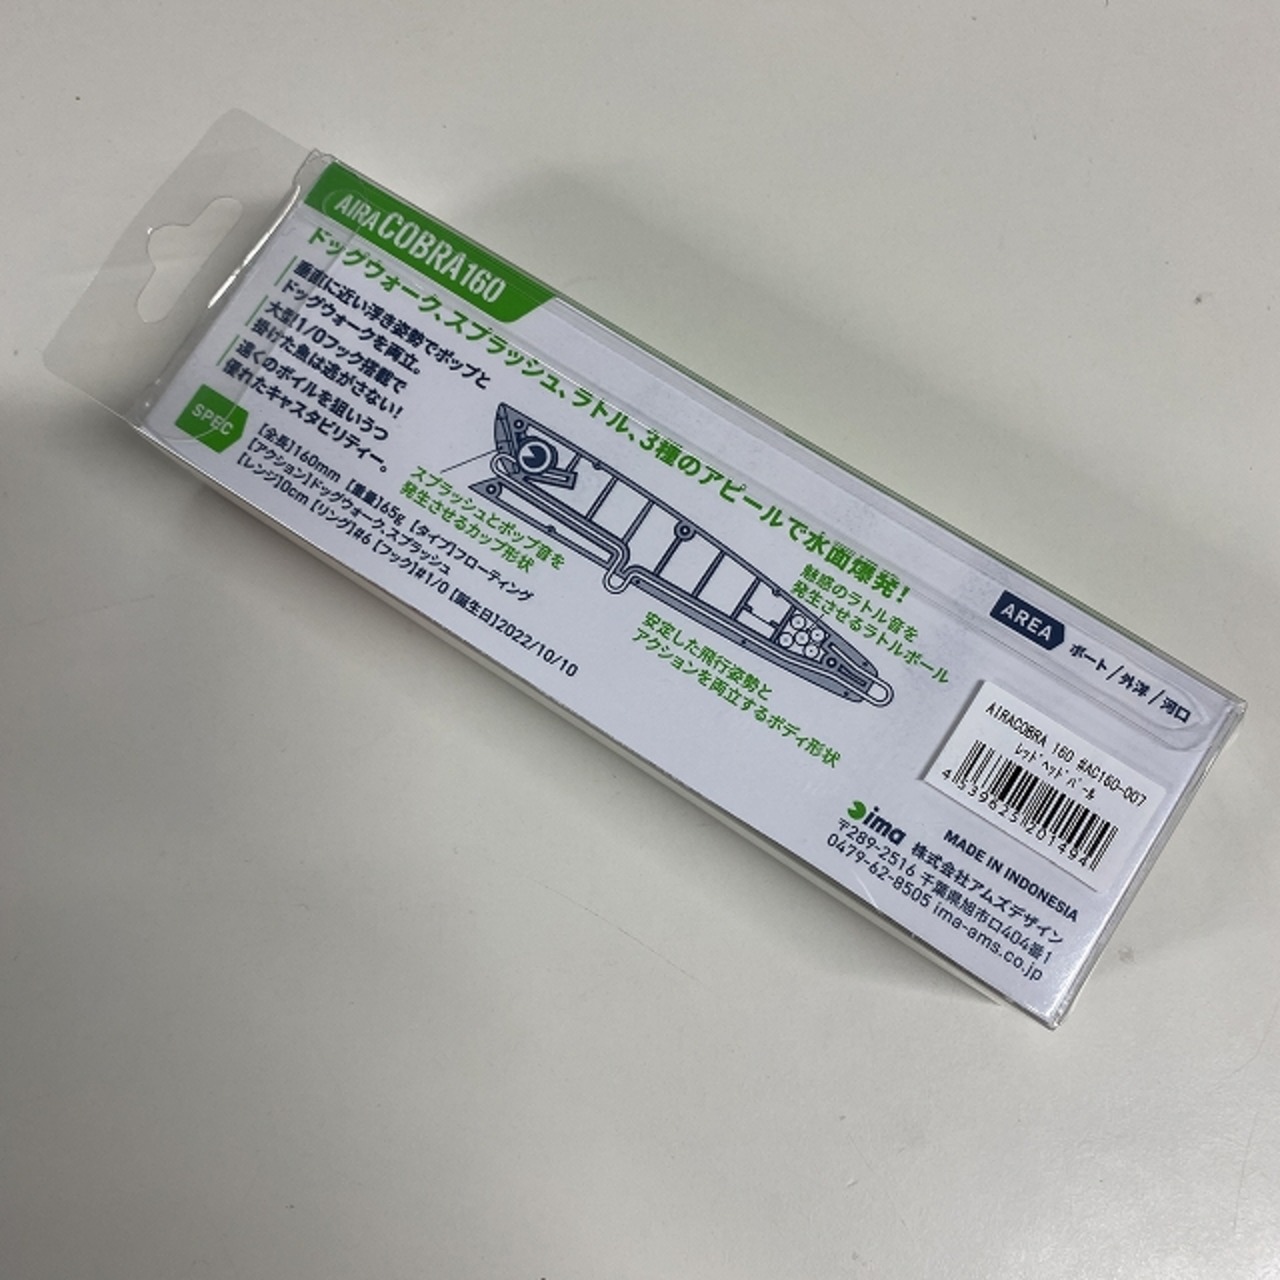 AIRACOBRA160
ドッグウォーク、スプラッシュ、ラトル、3種のアピールで水面爆発！
垂直に近い浮き姿勢でポップと
ドッグウォークを両立。
大型1/0フック搭載で
掛けた魚は逃がさない！
遠くのボイルを狙いうつ
優れたキャスタビリティー。
SPEC
[全長]160mm [重量]65g [タイプ]フローティング
[アクション]ドッグウォーク、スプラッシュ
[レンジ]0cm [リング]#6 [フック]#1/0 [誕生日]2022/10/10
スプラッシュとポップ音を
発生させるカップ形状
魅惑のラトル音を
発生させるラトルボール
安定した飛行姿勢と
アクションを両立するボディ形状
AREA
ボート / 外洋 / 河口
AIRACOBRA 160 #AC160-007
ﾚｯﾄﾞﾍｯﾄﾞﾊﾟｰﾙ
4539625201494
MADE IN INDONESIA
ima 株式会社アムズデザイン
〒289-2516 千葉県旭市ロ404番1
0479-62-8505 ima-ams.co.jp